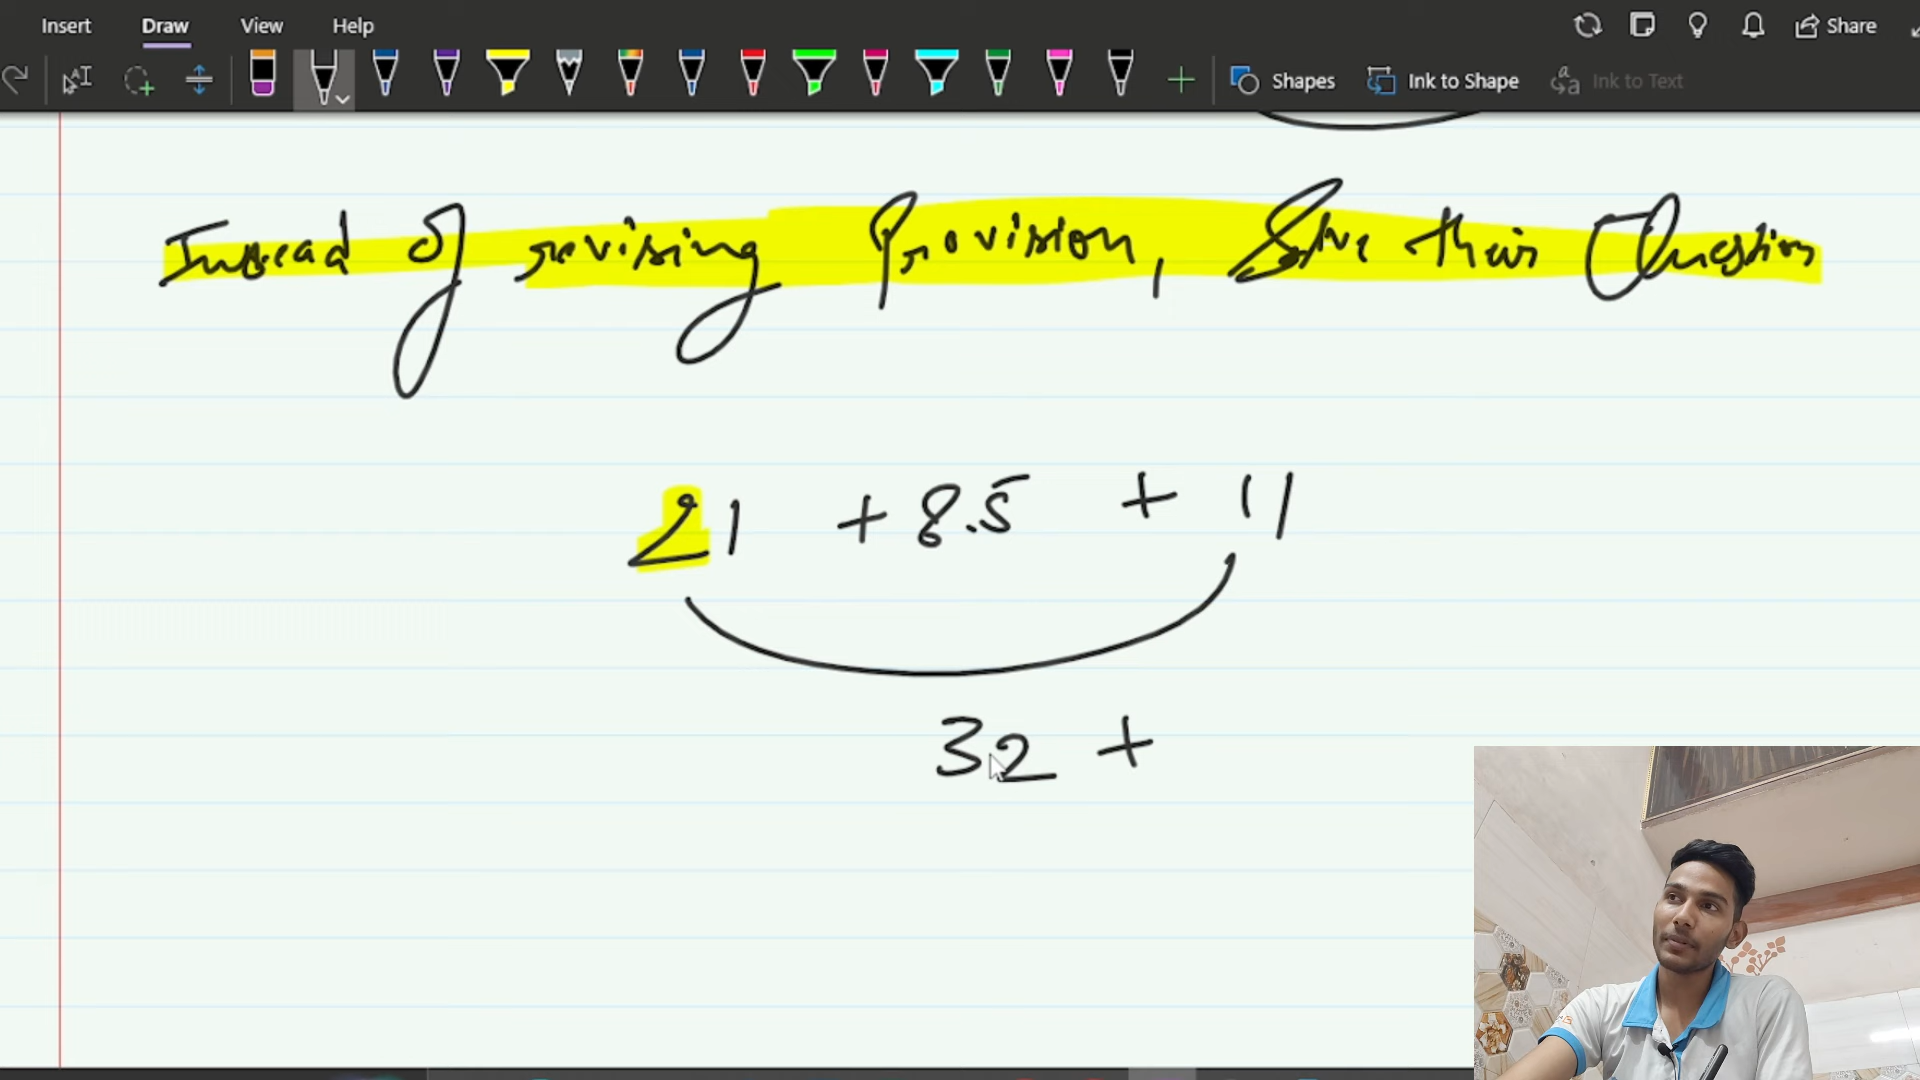 Insert Draw View Help Share
Shapes Ink to Shape Ink to Text
Instead of revising Provision, Solve their Question
21 + 8.5 + 11
32 +